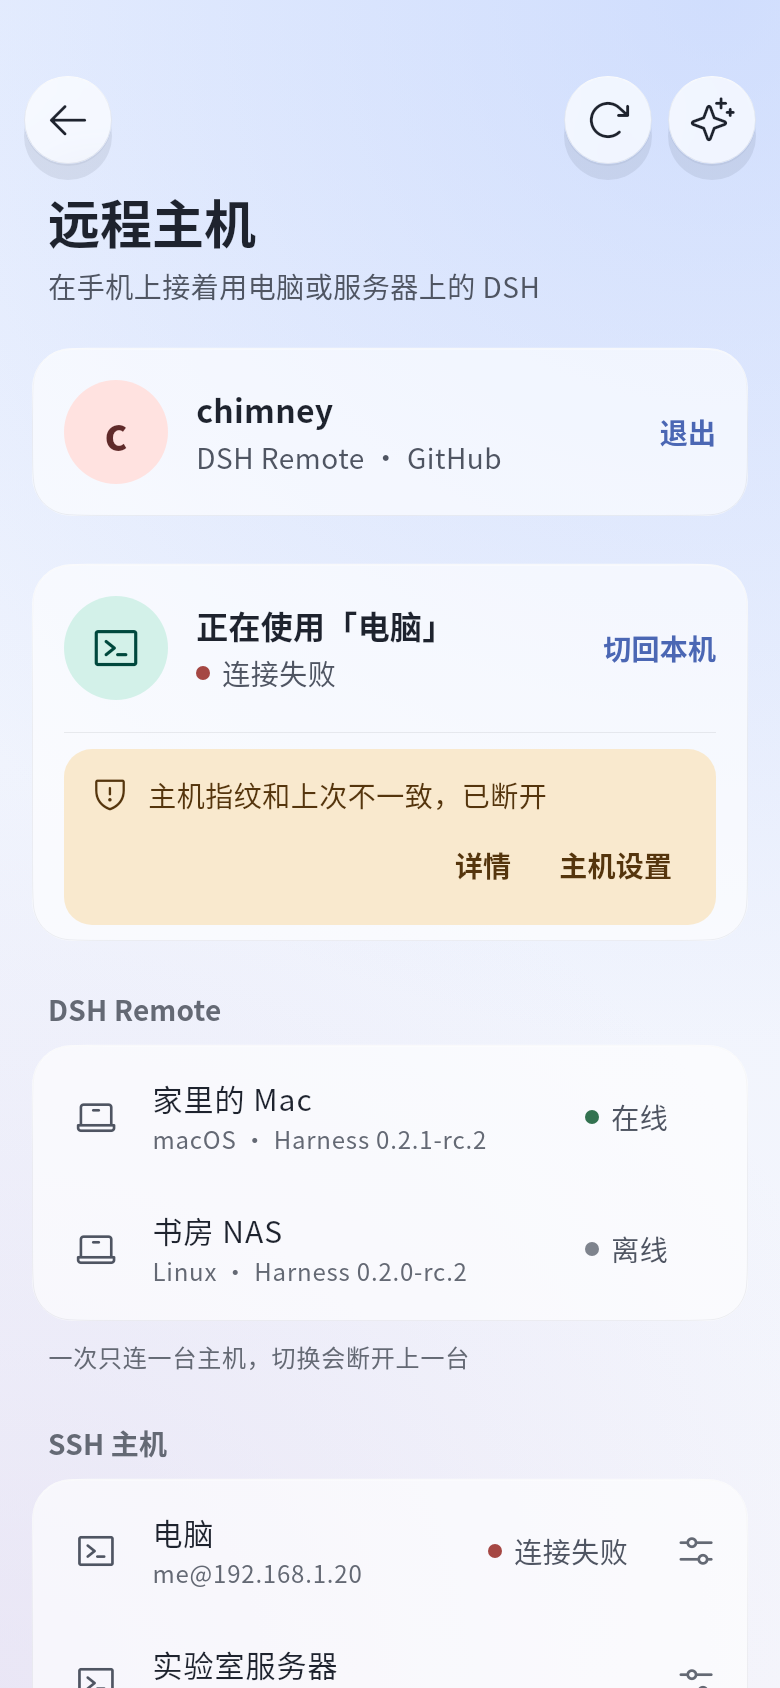 远程主机
在手机上接着用电脑或服务器上的 DSH
c
chimney
DSH Remote · GitHub
退出
正在使用「电脑」
连接失败
切回本机
主机指纹和上次不一致，已断开
详情
主机设置
DSH Remote
家里的 Mac
macOS · Harness 0.2.1-rc.2
在线
书房 NAS
Linux · Harness 0.2.0-rc.2
离线
一次只连一台主机，切换会断开上一台
SSH 主机
电脑
me@192.168.1.20
连接失败
实验室服务器